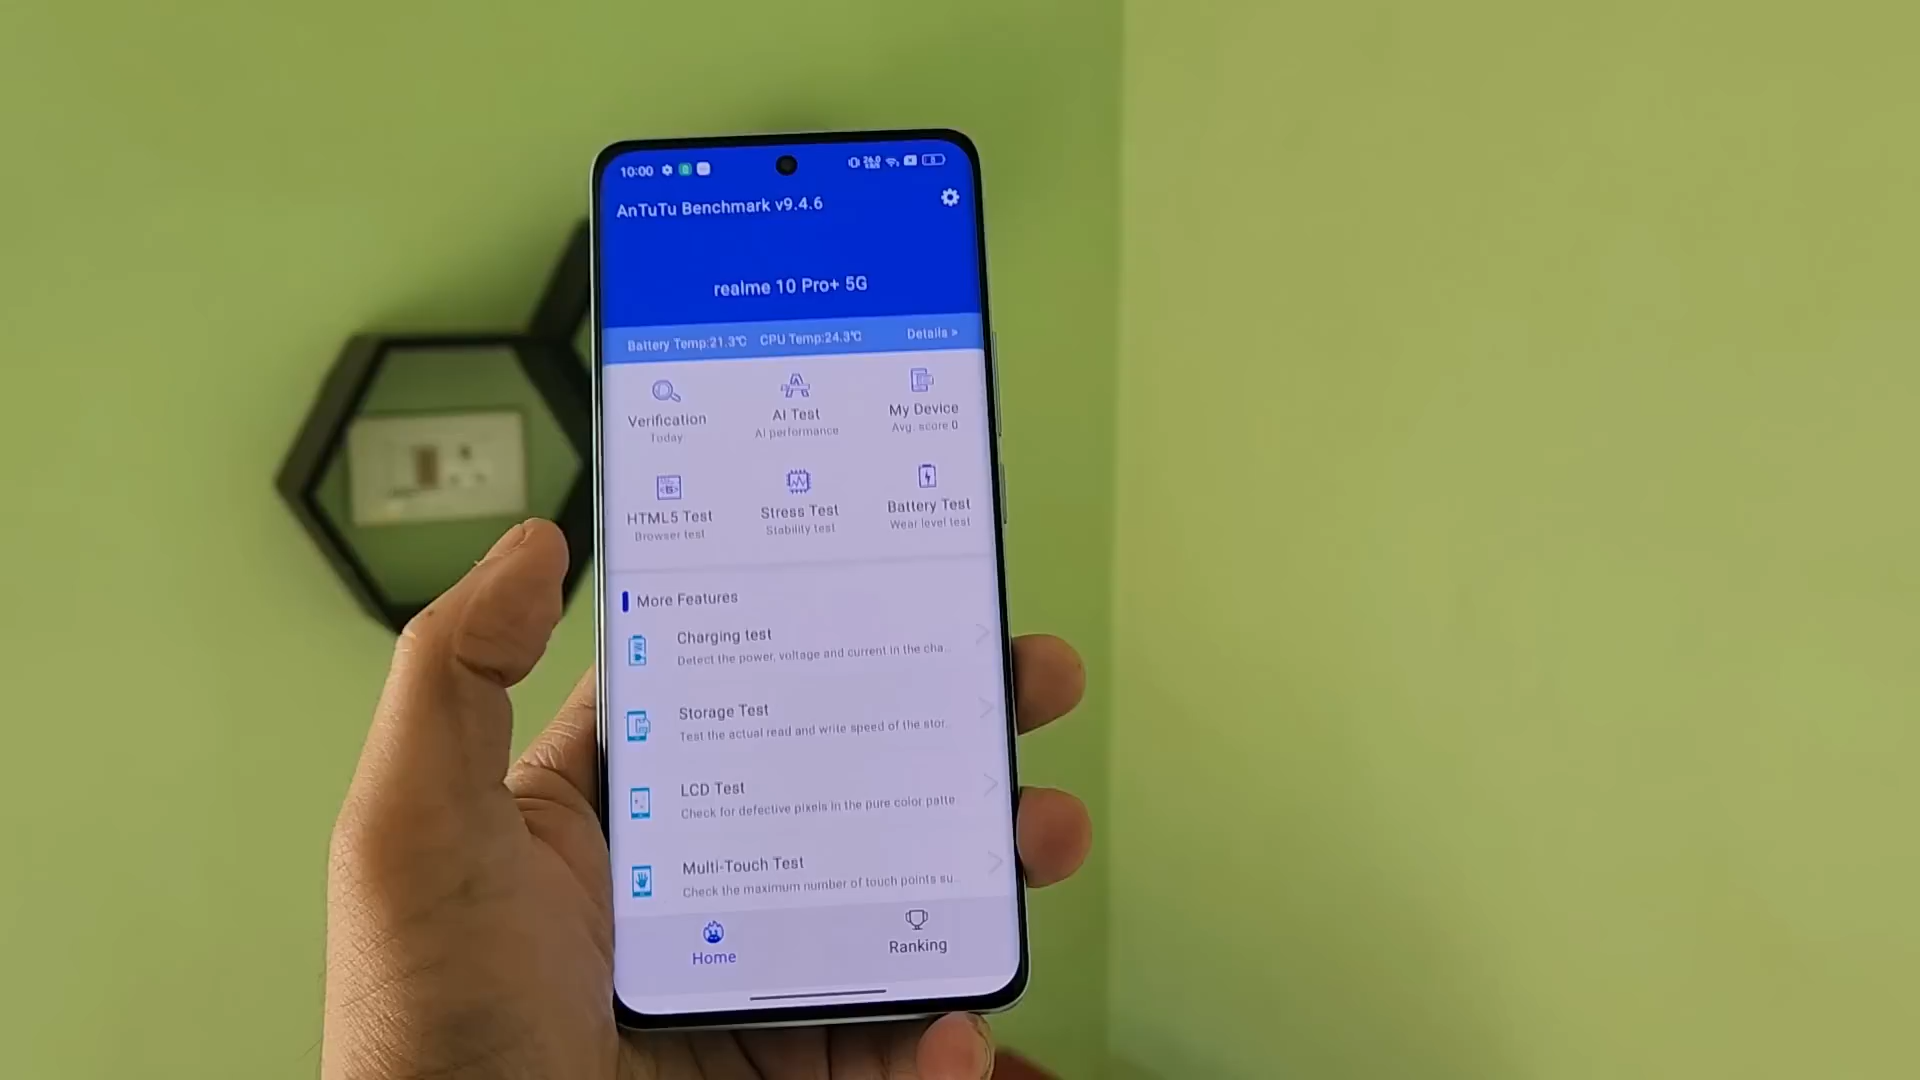 10:00
AnTuTu Benchmark v9.4.6
realme 10 Pro+ 5G
Battery Temp:21.3℃ CPU Temp:24.3℃ Details >
Verification AI Test My Device
Today AI performance Avg. score 0
HTML5 Test Stress Test Battery Test
Browser test Stability test Wear level test
More Features
Charging test
Detect the power, voltage and current in the cha...
Storage Test
Test the actual read and write speed of the stor...
LCD Test
Check for defective pixels in the pure color patte...
Multi-Touch Test
Check the maximum number of touch points su...
Home Ranking